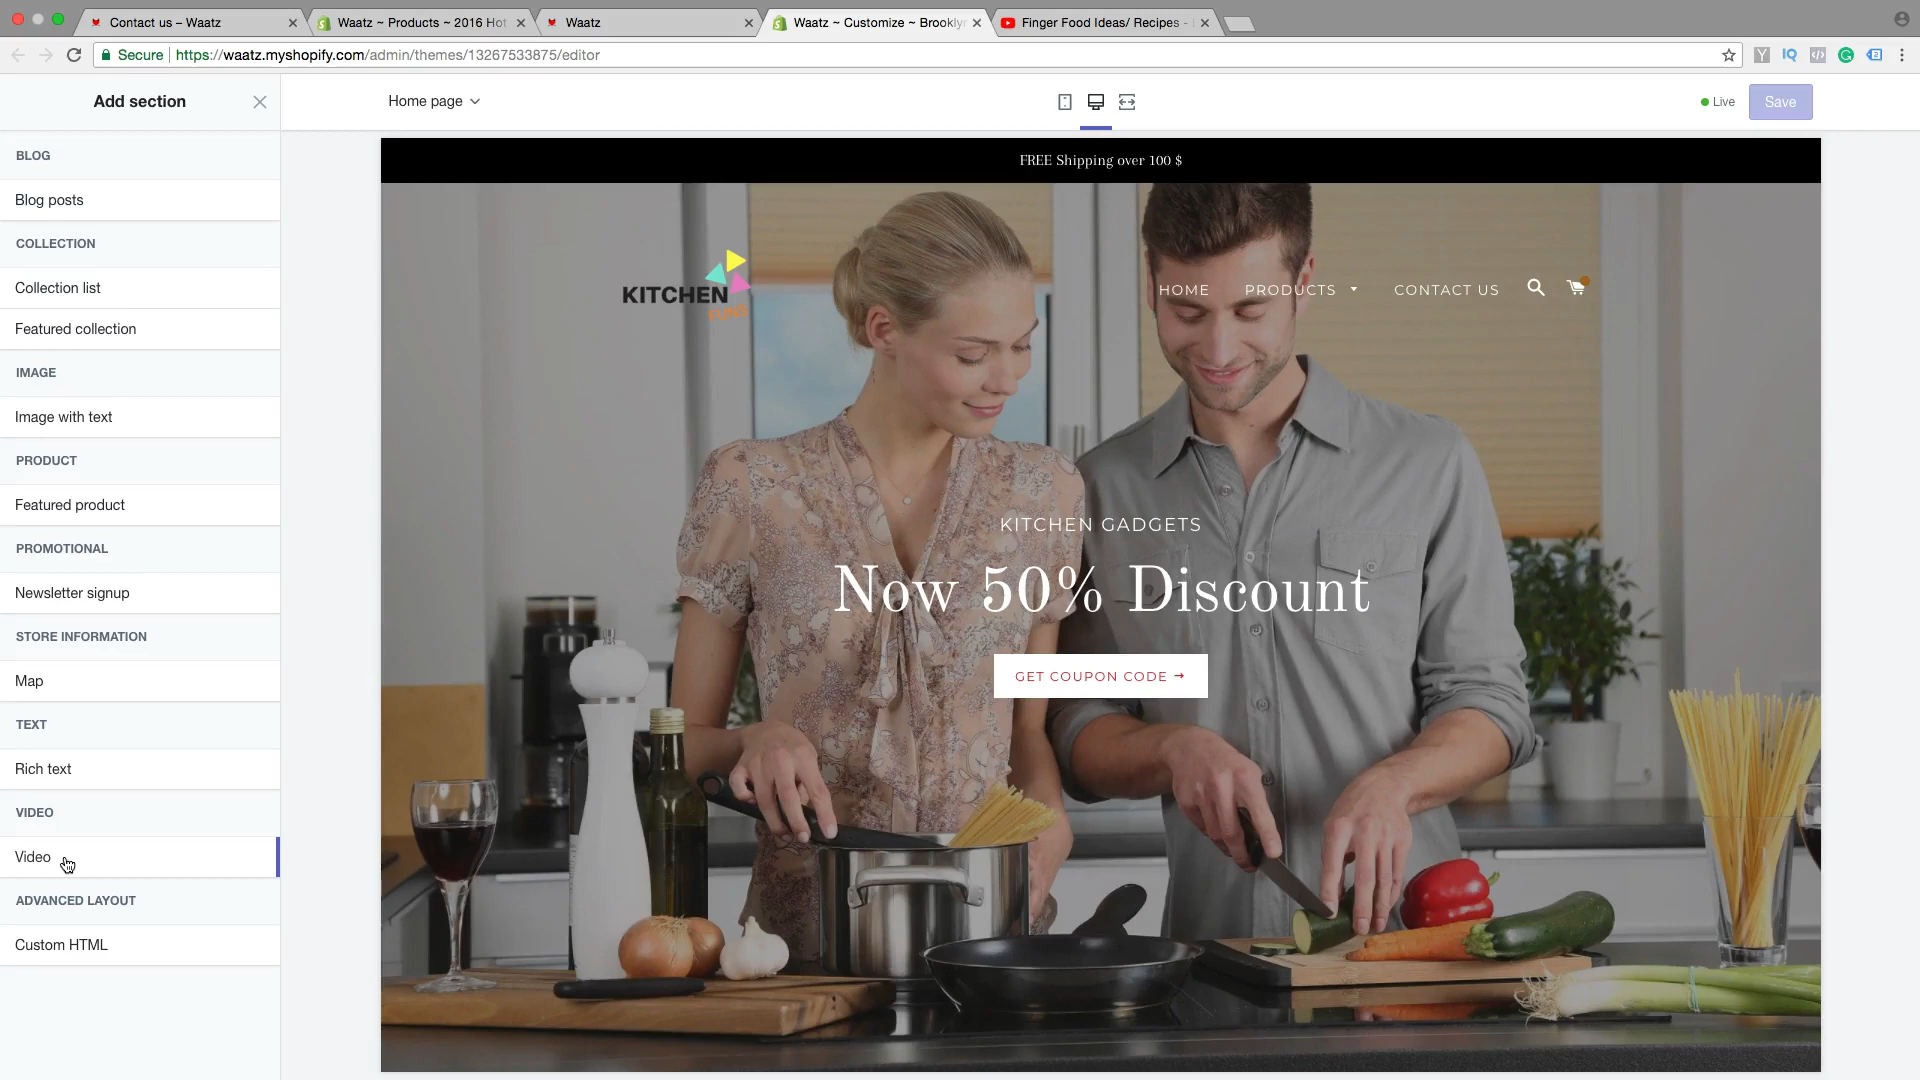 Contact us – Waatz
Waatz ~ Products ~ 2016 Hot
Waatz
Waatz ~ Customize ~ Brooklyn
Finger Food Ideas/ Recipes -
Secure
https://waatz.myshopify.com/admin/themes/13267533875/editor
Add section
Home page
Live
Save
BLOG
Blog posts
COLLECTION
Collection list
Featured collection
IMAGE
Image with text
PRODUCT
Featured product
PROMOTIONAL
Newsletter signup
STORE INFORMATION
Map
TEXT
Rich text
VIDEO
Video
ADVANCED LAYOUT
Custom HTML
FREE Shipping over 100 $
KITCHEN
FUNS
HOME
PRODUCTS
CONTACT US
KITCHEN GADGETS
Now 50% Discount
GET COUPON CODE →